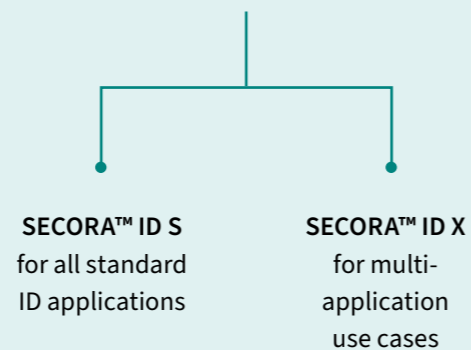 SECORA™ ID S
for all standard
ID applications
SECORA™ ID X
for multi-
application
use cases